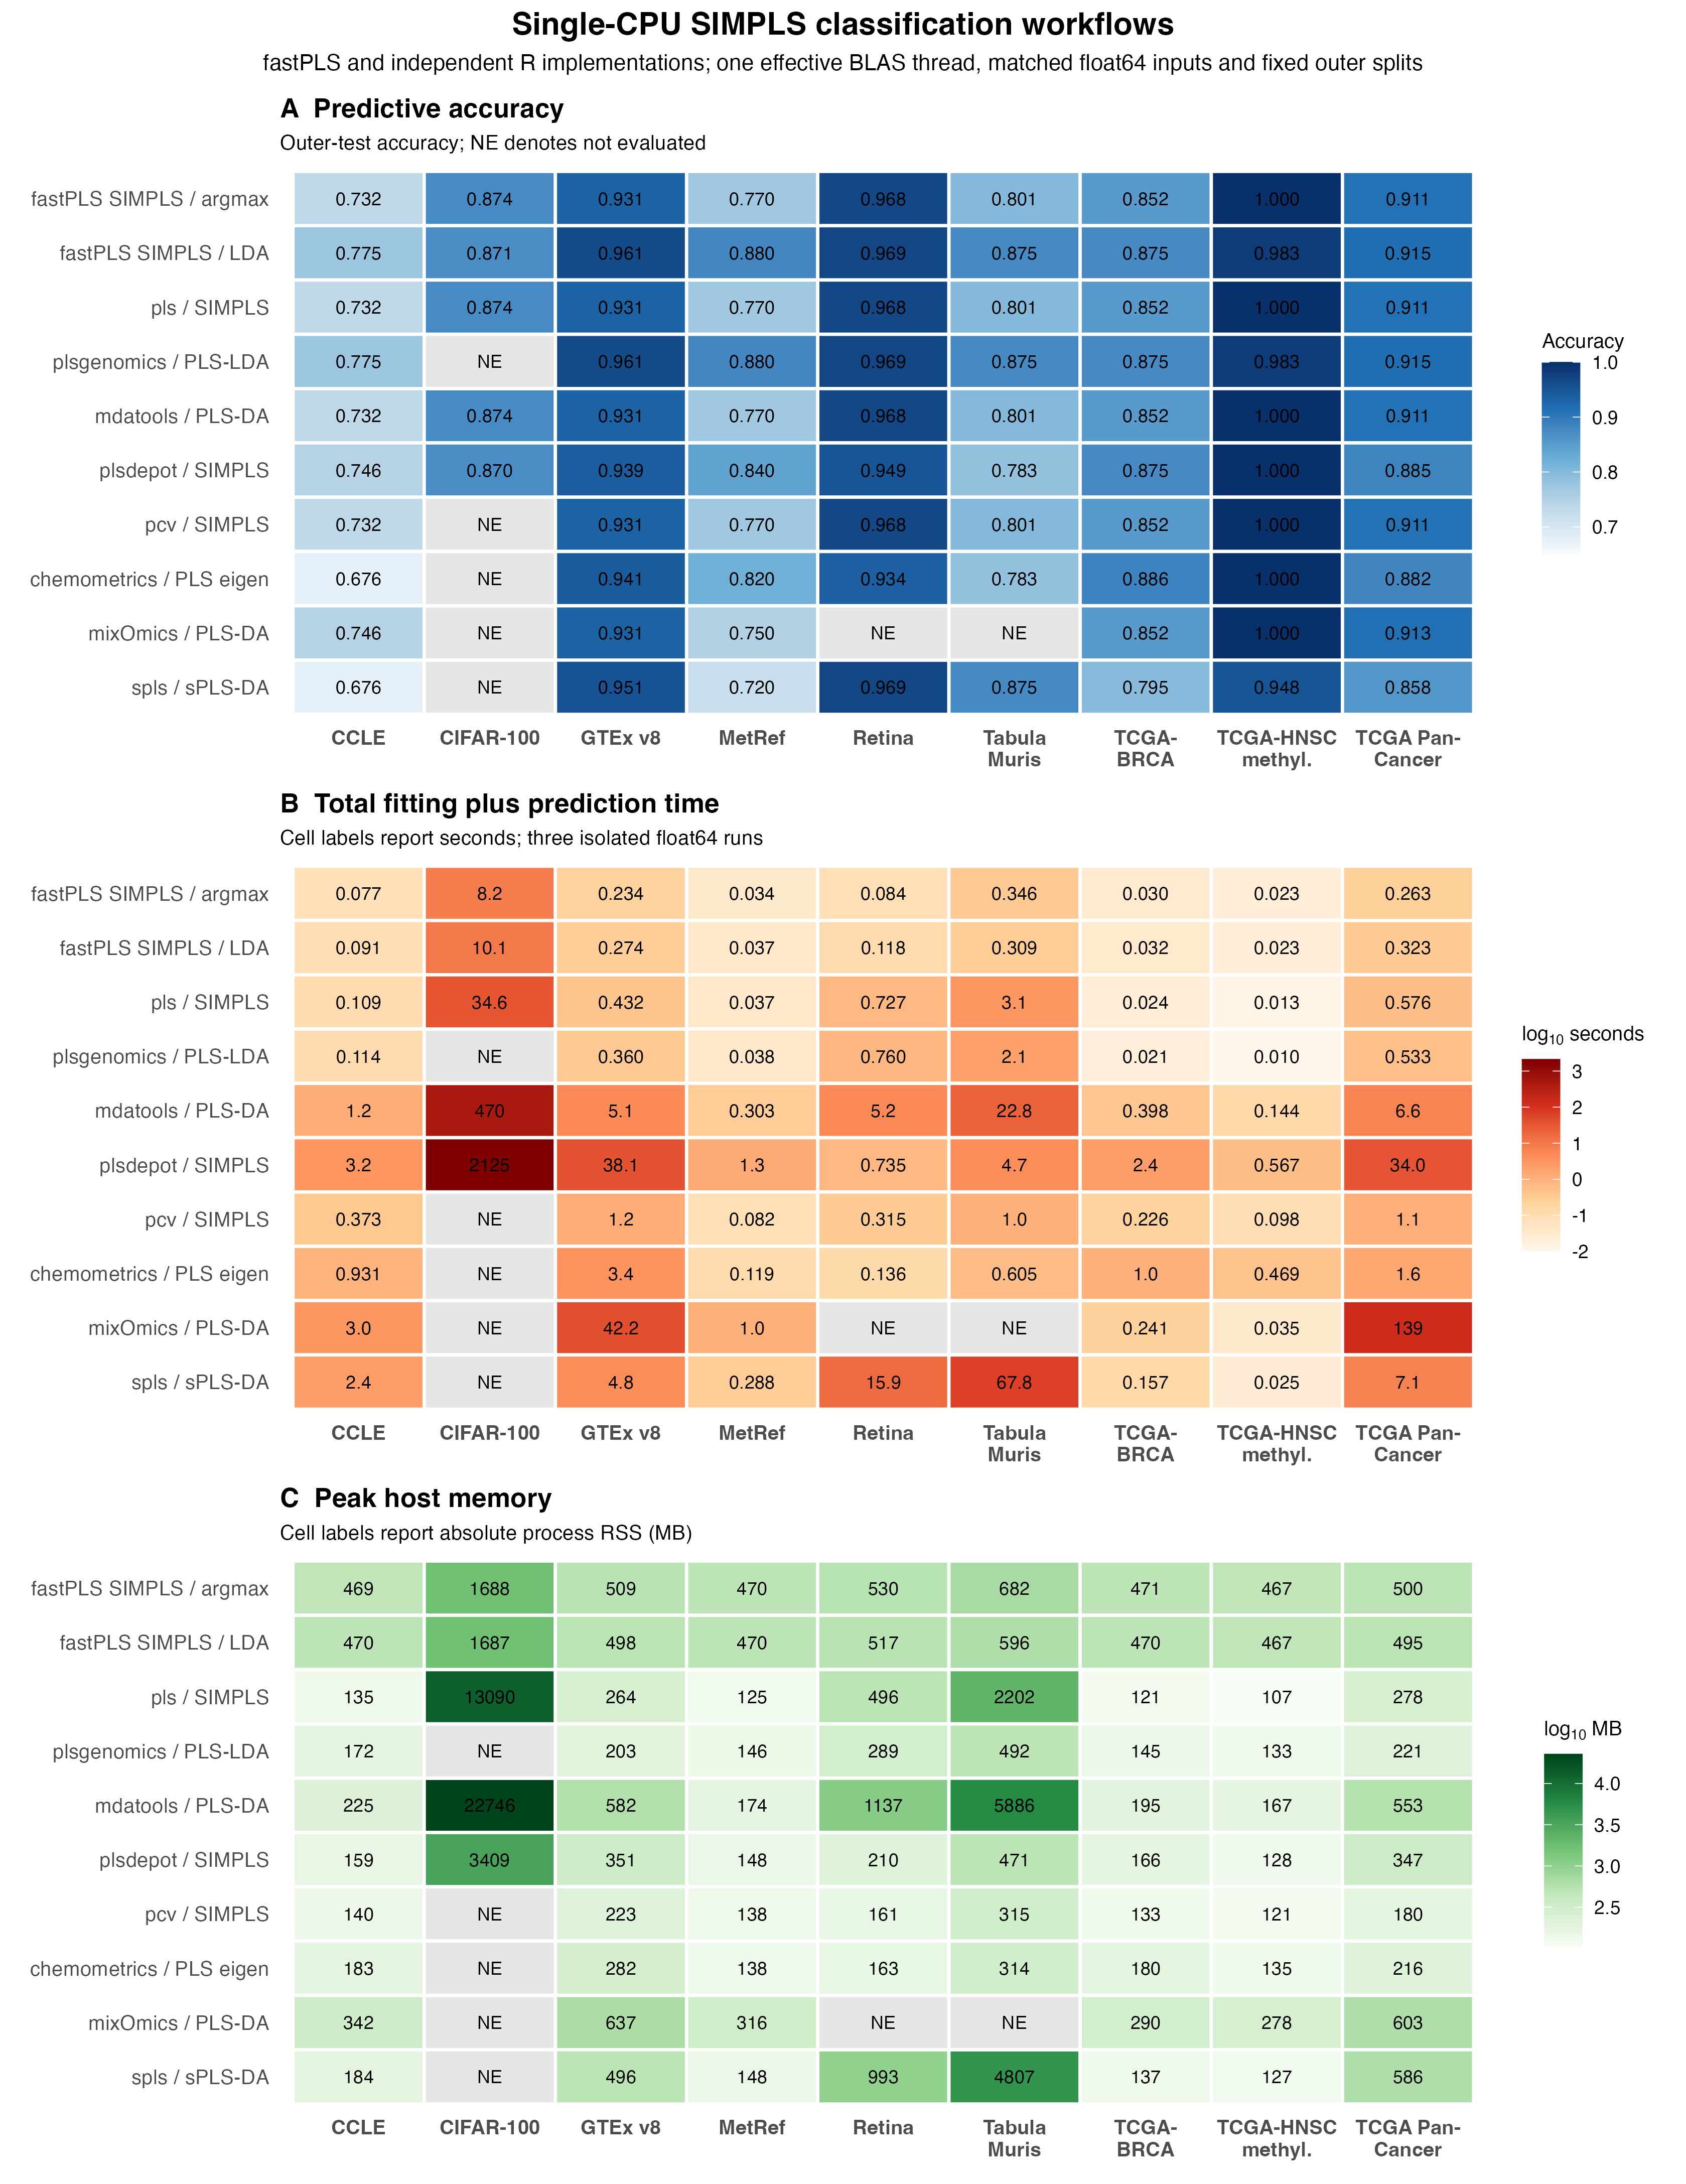 Single-CPU SIMPLS classification workflows
fastPLS and independent R implementations; one effective BLAS thread, matched float64 inputs and fixed outer splits
A Predictive accuracy
Outer-test accuracy; NE denotes not evaluated
fastPLS SIMPLS / argmax 0.732 0.874 0.931 0.770 0.968 0.801 0.852 1.000 0.911
fastPLS SIMPLS / LDA 0.775 0.871 0.961 0.880 0.969 0.875 0.875 0.983 0.915
pls / SIMPLS 0.732 0.874 0.931 0.770 0.968 0.801 0.852 1.000 0.911
plsgenomics / PLS-LDA 0.775 NE 0.961 0.880 0.969 0.875 0.875 0.983 0.915
mdatools / PLS-DA 0.732 0.874 0.931 0.770 0.968 0.801 0.852 1.000 0.911
plsdepot / SIMPLS 0.746 0.870 0.939 0.840 0.949 0.783 0.875 1.000 0.885
pcv / SIMPLS 0.732 NE 0.931 0.770 0.968 0.801 0.852 1.000 0.911
chemometrics / PLS eigen 0.676 NE 0.941 0.820 0.934 0.783 0.886 1.000 0.882
mixOmics / PLS-DA 0.746 NE 0.931 0.750 NE NE 0.852 1.000 0.913
spls / sPLS-DA 0.676 NE 0.951 0.720 0.969 0.875 0.795 0.948 0.858
CCLE CIFAR-100 GTEx v8 MetRef Retina Tabula TCGA- TCGA-HNSC TCGA Pan-
Muris BRCA methyl. Cancer
Accuracy
1.0
0.9
0.8
0.7
B Total fitting plus prediction time
Cell labels report seconds; three isolated float64 runs
fastPLS SIMPLS / argmax 0.077 8.2 0.234 0.034 0.084 0.346 0.030 0.023 0.263
fastPLS SIMPLS / LDA 0.091 10.1 0.274 0.037 0.118 0.309 0.032 0.023 0.323
pls / SIMPLS 0.109 34.6 0.432 0.037 0.727 3.1 0.024 0.013 0.576
plsgenomics / PLS-LDA 0.114 NE 0.360 0.038 0.760 2.1 0.021 0.010 0.533
mdatools / PLS-DA 1.2 470 5.1 0.303 5.2 22.8 0.398 0.144 6.6
plsdepot / SIMPLS 3.2 2125 38.1 1.3 0.735 4.7 2.4 0.567 34.0
pcv / SIMPLS 0.373 NE 1.2 0.082 0.315 1.0 0.226 0.098 1.1
chemometrics / PLS eigen 0.931 NE 3.4 0.119 0.136 0.605 1.0 0.469 1.6
mixOmics / PLS-DA 3.0 NE 42.2 1.0 NE NE 0.241 0.035 139
spls / sPLS-DA 2.4 NE 4.8 0.288 15.9 67.8 0.157 0.025 7.1
CCLE CIFAR-100 GTEx v8 MetRef Retina Tabula TCGA- TCGA-HNSC TCGA Pan-
Muris BRCA methyl. Cancer
log10 seconds
3
2
1
0
-1
-2
C Peak host memory
Cell labels report absolute process RSS (MB)
fastPLS SIMPLS / argmax 469 1688 509 470 530 682 471 467 500
fastPLS SIMPLS / LDA 470 1687 498 470 517 596 470 467 495
pls / SIMPLS 135 13090 264 125 496 2202 121 107 278
plsgenomics / PLS-LDA 172 NE 203 146 289 492 145 133 221
mdatools / PLS-DA 225 22746 582 174 1137 5886 195 167 553
plsdepot / SIMPLS 159 3409 351 148 210 471 166 128 347
pcv / SIMPLS 140 NE 223 138 161 315 133 121 180
chemometrics / PLS eigen 183 NE 282 138 163 314 180 135 216
mixOmics / PLS-DA 342 NE 637 316 NE NE 290 278 603
spls / sPLS-DA 184 NE 496 148 993 4807 137 127 586
CCLE CIFAR-100 GTEx v8 MetRef Retina Tabula TCGA- TCGA-HNSC TCGA Pan-
Muris BRCA methyl. Cancer
log10 MB
4.0
3.5
3.0
2.5